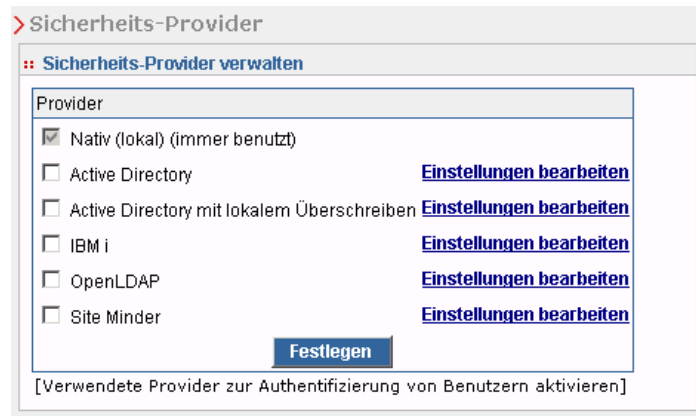 Sicherheits-Provider
Sicherheits-Provider verwalten
Provider
Nativ (lokal) (immer benutzt)
Active Directory Einstellungen bearbeiten
Active Directory mit lokalem Überschreiben Einstellungen bearbeiten
IBM i Einstellungen bearbeiten
OpenLDAP Einstellungen bearbeiten
Site Minder Einstellungen bearbeiten
Festlegen
[Verwendete Provider zur Authentifizierung von Benutzern aktivieren]